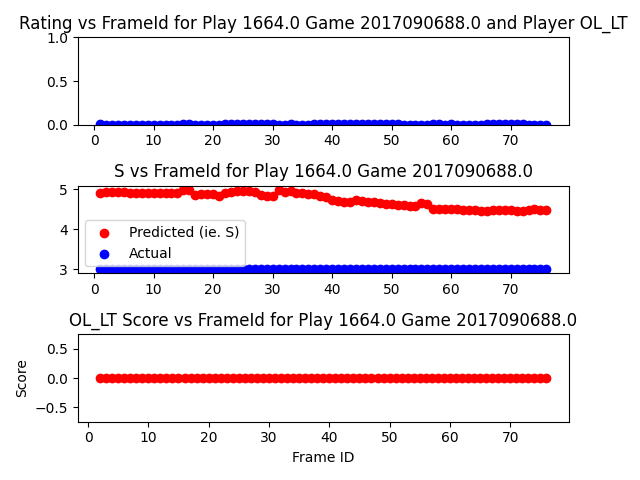 Rating vs FrameId for Play 1664.0 Game 2017090688.0 and Player OL_LT
1.0
0.5
0.0
0 10 20 30 40 50 60 70
S vs FrameId for Play 1664.0 Game 2017090688.0
5
4
3
Predicted (ie. S)
Actual
0 10 20 30 40 50 60 70
OL_LT Score vs FrameId for Play 1664.0 Game 2017090688.0
Score
0.5
0.0
−0.5
0 10 20 30 40 50 60 70
Frame ID